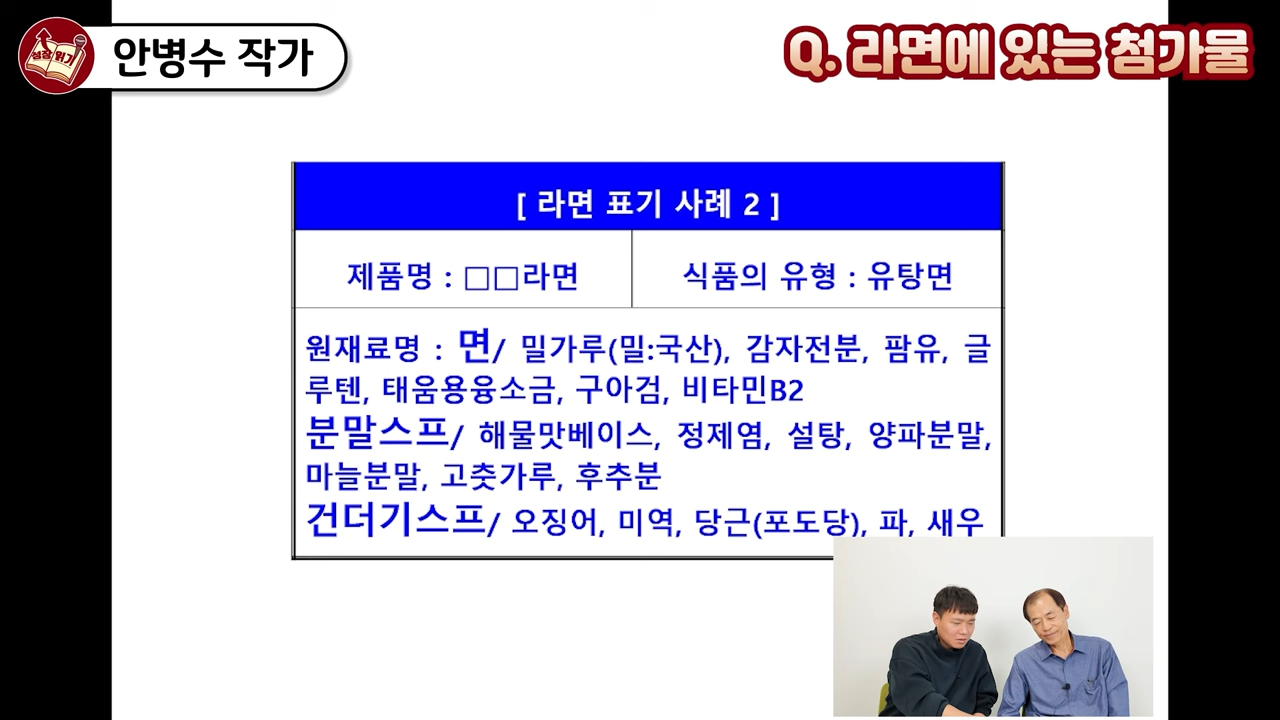 성장 읽기
안병수 작가
Q. 라면에 있는 첨가물
[ 라면 표기 사례 2 ]
제품명 : □□라면
식품의 유형 : 유탕면
원재료명 : 면/ 밀가루(밀:국산), 감자전분, 팜유, 글
루텐, 태움용융소금, 구아검, 비타민B2
분말스프/ 해물맛베이스, 정제염, 설탕, 양파분말,
마늘분말, 고춧가루, 후추분
건더기스프/ 오징어, 미역, 당근(포도당), 파, 새우